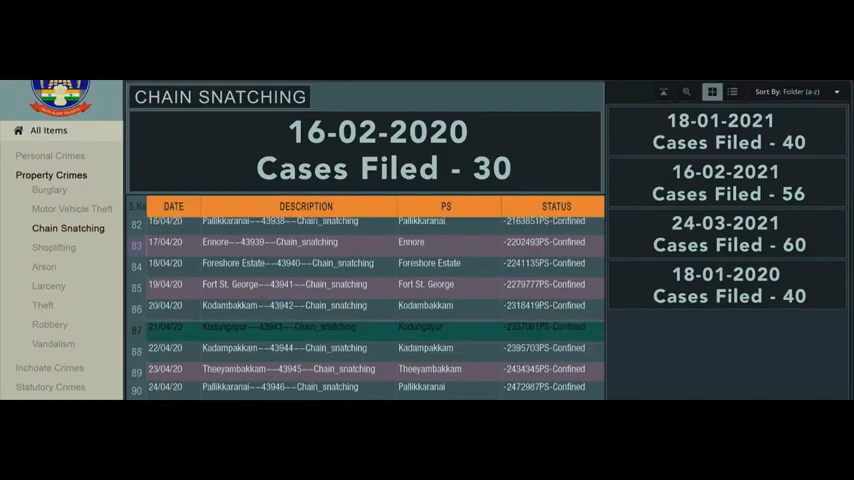 All Items
Personal Crimes
Property Crimes
Burglary
Motor Vehicle Theft
Chain Snatching
Shoplifting
Arson
Larceny
Theft
Robbery
Vandalism
Inchoate Crimes
Statutory Crimes
CHAIN SNATCHING
16-02-2020
Cases Filed - 30
S.No DATE DESCRIPTION PS STATUS
82 16/04/20 Pallikkaranai---43938---Chain_snatching Pallikkaranai -2163851PS-Confined
83 17/04/20 Ennore---43939---Chain_snatching Ennore -2202493PS-Confined
84 18/04/20 Foreshore Estate---43940---Chain_snatching Foreshore Estate -2241135PS-Confined
85 19/04/20 Fort St. George---43941---Chain_snatching Fort St. George -2279777PS-Confined
86 20/04/20 Kodambakkam---43942---Chain_snatching Kodambakkam -2318419PS-Confined
87 21/04/20 Kodungayur---43943---Chain_snatching Kodungayur -2357061PS-Confined
88 22/04/20 Kadampakkam---43944---Chain_snatching Kadampakkam -2395703PS-Confined
89 23/04/20 Theeyambakkam---43945---Chain_snatching Theeyambakkam -2434345PS-Confined
90 24/04/20 Pallikkaranai---43946---Chain_snatching Pallikkaranai -2472987PS-Confined
Sort By: Folder (a-z)
18-01-2021
Cases Filed - 40
16-02-2021
Cases Filed - 56
24-03-2021
Cases Filed - 60
18-01-2020
Cases Filed - 40